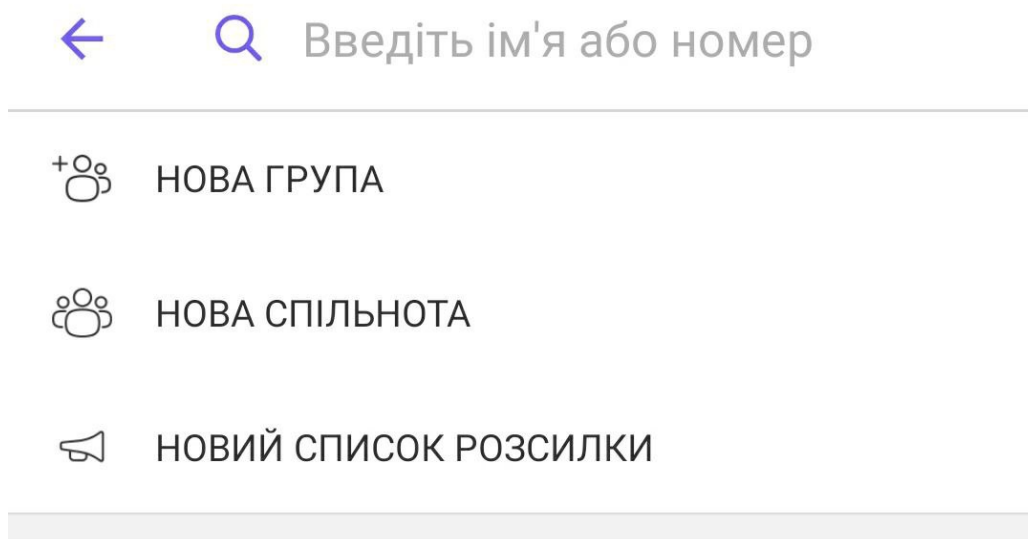 Введіть ім'я або номер
НОВА ГРУПА
НОВА СПІЛЬНОТА
НОВИЙ СПИСОК РОЗСИЛКИ